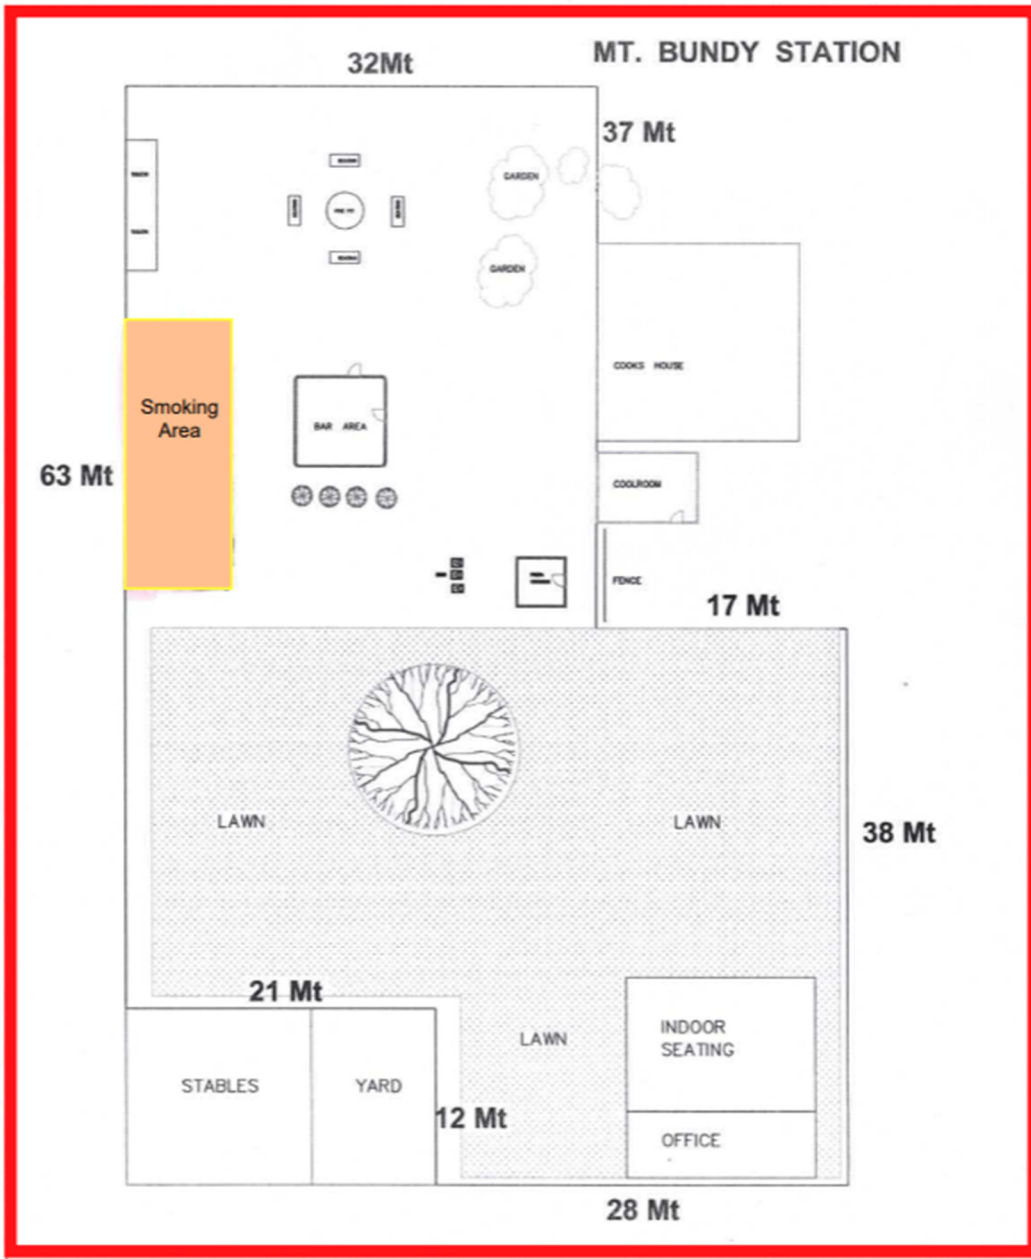 MT. BUNDY STATION
32Mt
37 Mt
GARDEN
GARDEN
COOKS HOUSE
Smoking
Area
BAR AREA
63 Mt
COOLROOM
FENCE
17 Mt
LAWN
LAWN
38 Mt
21 Mt
LAWN
INDOOR
SEATING
STABLES
YARD
12 Mt
OFFICE
28 Mt